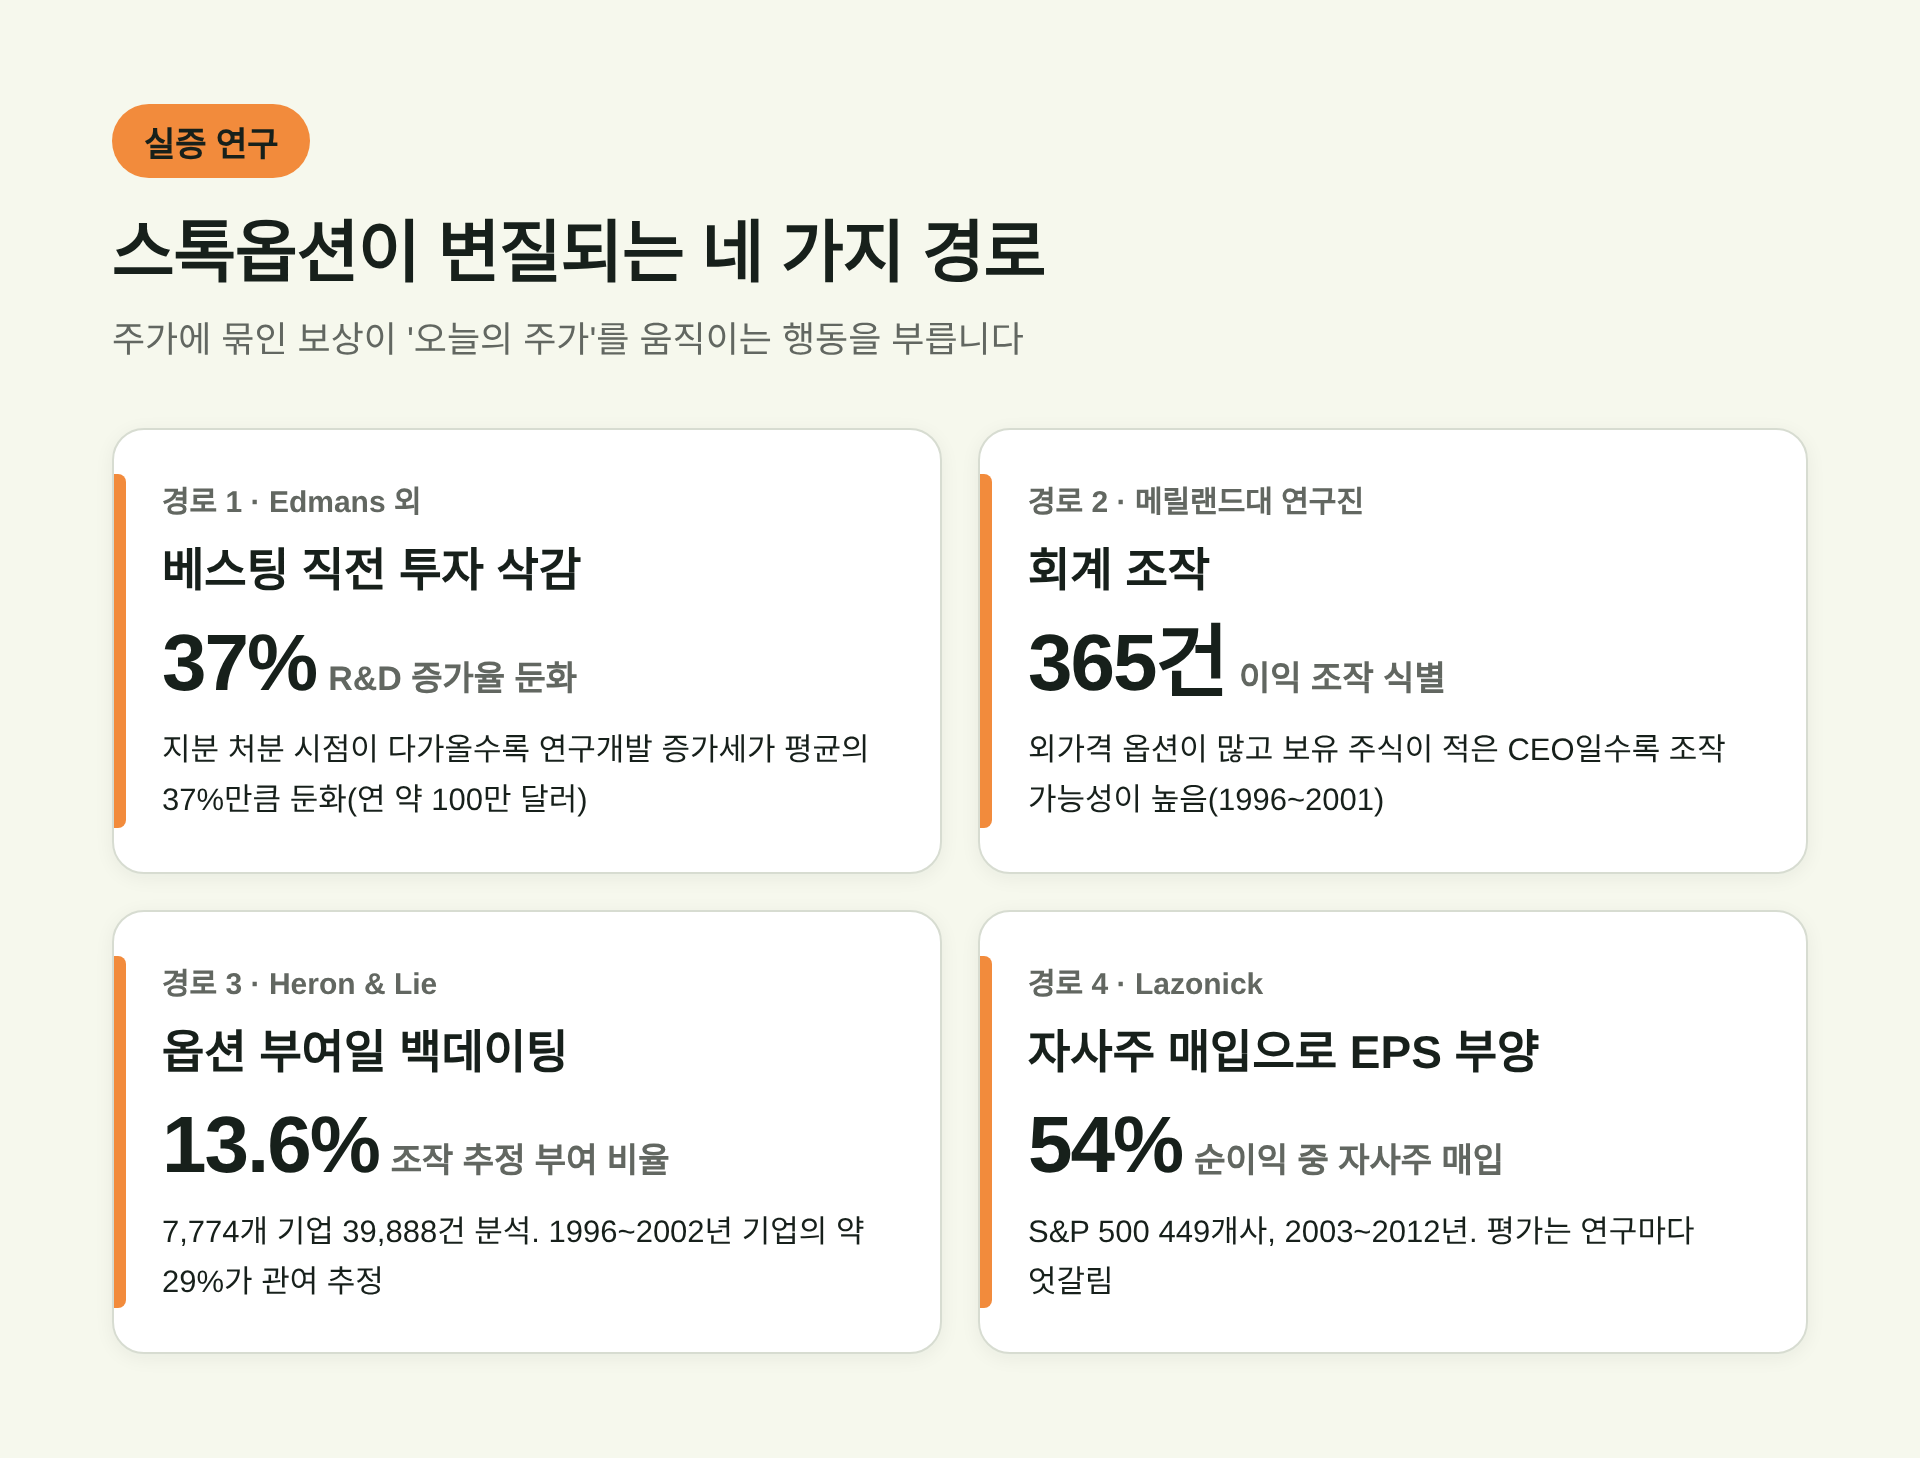 실증 연구
스톡옵션이 변질되는 네 가지 경로
주가에 묶인 보상이 '오늘의 주가'를 움직이는 행동을 부릅니다
경로 1 · Edmans 외
베스팅 직전 투자 삭감
37% R&D 증가율 둔화
지분 처분 시점이 다가올수록 연구개발 증가세가 평균의
37%만큼 둔화(연 약 100만 달러)
경로 2 · 메릴랜드대 연구진
회계 조작
365건 이익 조작 식별
외가격 옵션이 많고 보유 주식이 적은 CEO일수록 조작
가능성이 높음(1996~2001)
경로 3 · Heron & Lie
옵션 부여일 백데이팅
13.6% 조작 추정 부여 비율
7,774개 기업 39,888건 분석. 1996~2002년 기업의 약
29%가 관여 추정
경로 4 · Lazonick
자사주 매입으로 EPS 부양
54% 순이익 중 자사주 매입
S&P 500 449개사, 2003~2012년. 평가는 연구마다
엇갈림